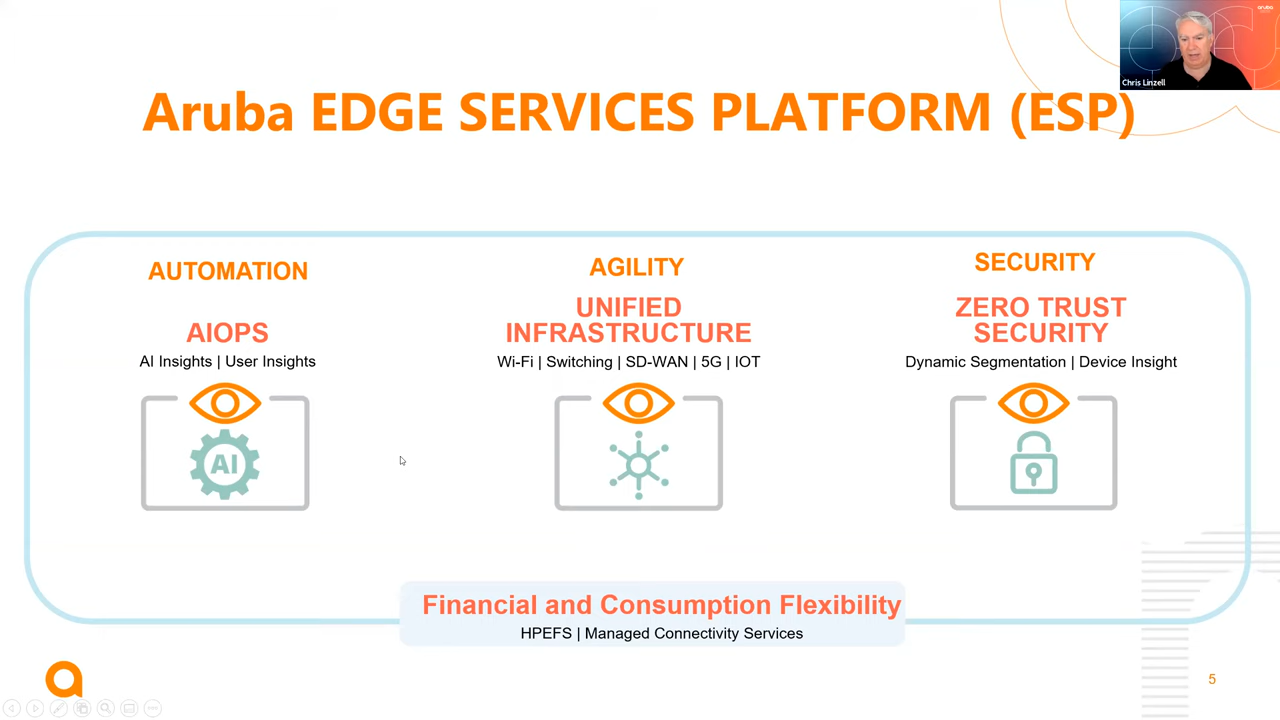 Chris Linzell
aruba
Aruba EDGE SERVICES PLATFORM (ESP)
AUTOMATION
AIOPS
AI Insights | User Insights
AI
AGILITY
UNIFIED
INFRASTRUCTURE
Wi-Fi | Switching | SD-WAN | 5G | IOT
SECURITY
ZERO TRUST
SECURITY
Dynamic Segmentation | Device Insight
Financial and Consumption Flexibility
HPEFS | Managed Connectivity Services
5